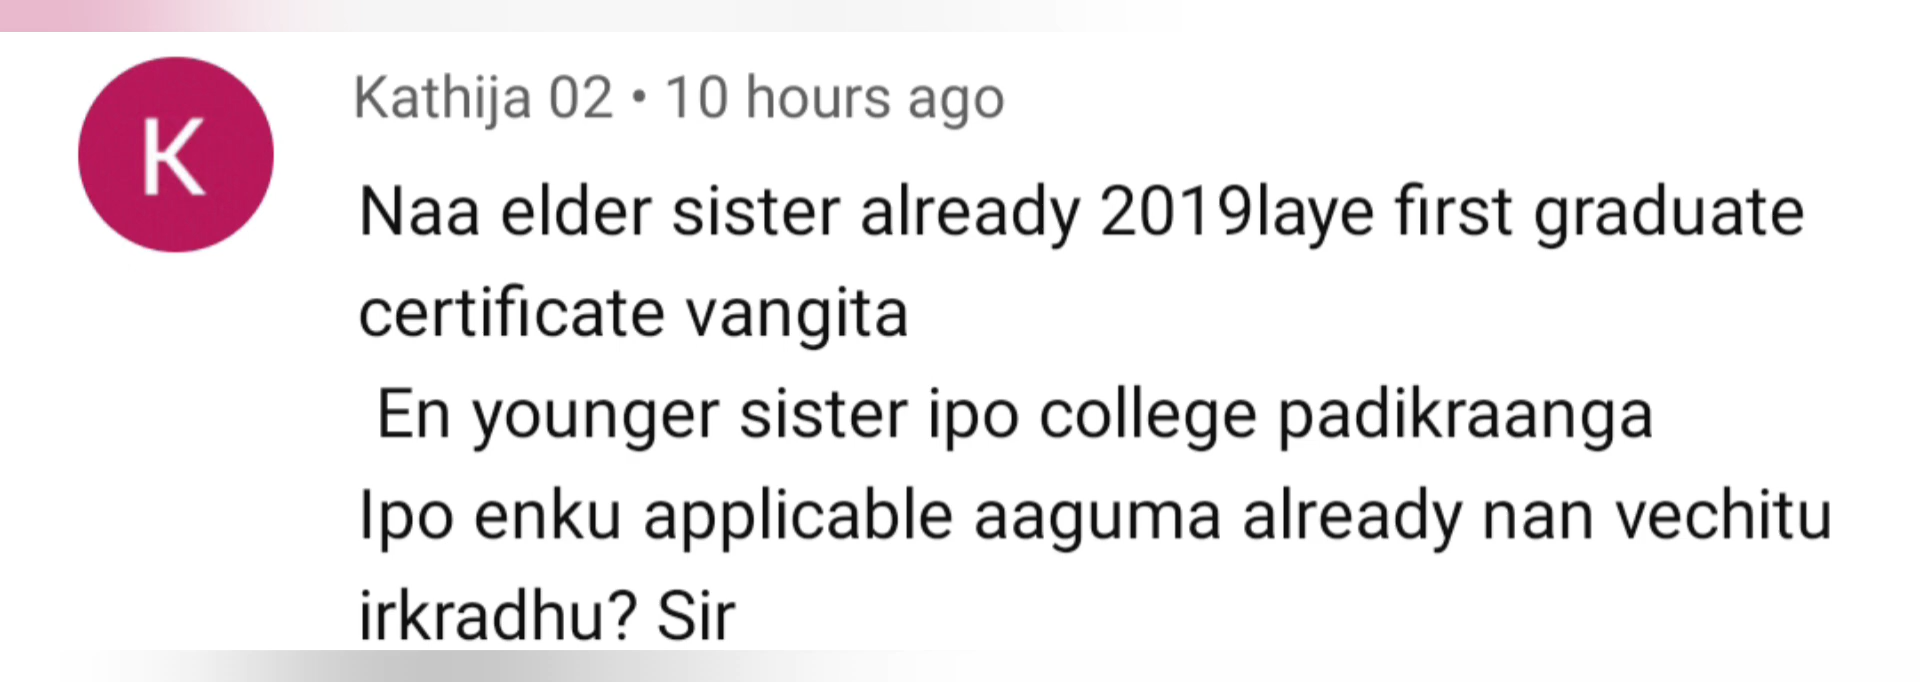 K
Kathija 02 • 10 hours ago
Naa elder sister already 2019laye first graduate
certificate vangita
En younger sister ipo college padikraanga
Ipo enku applicable aaguma already nan vechitu
irkradhu? Sir